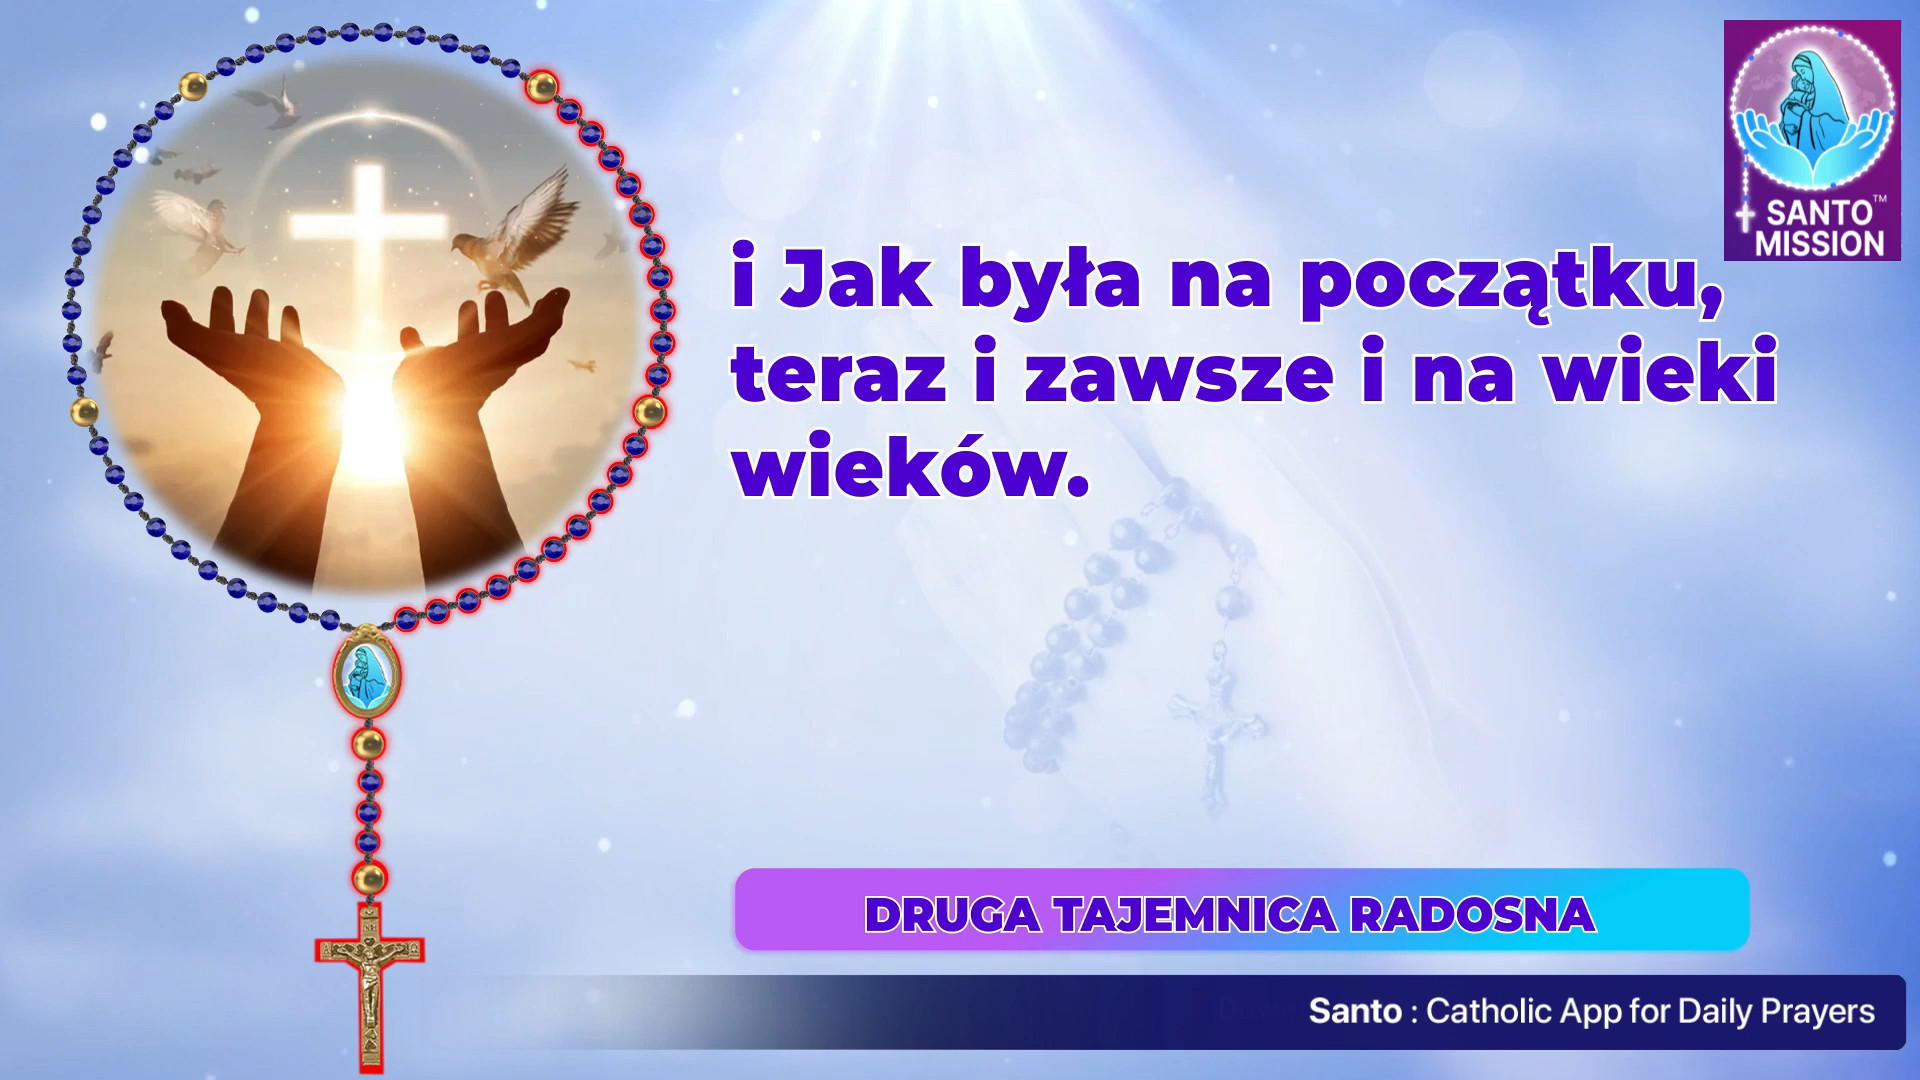 SANTO™
MISSION
i Jak była na początku,
teraz i zawsze i na wieki
wieków.
DRUGA TAJEMNICA RADOSNA
Santo : Catholic App for Daily Prayers